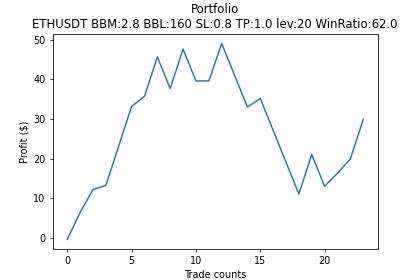 Portfolio
ETHUSDT BBM:2.8 BBL:160 SL:0.8 TP:1.0 lev:20 WinRatio:62.0
50
40
30
20
10
0
Profit ($)
0 5 10 15 20
Trade counts